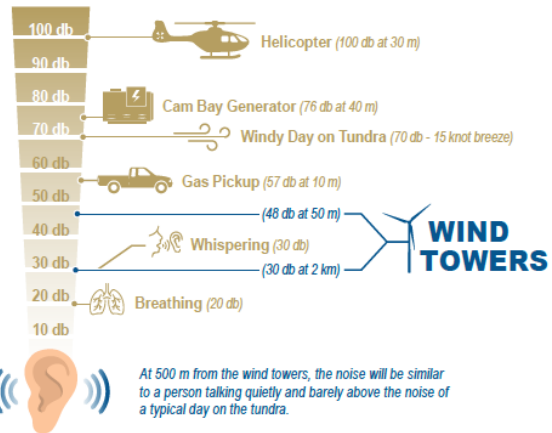 100 db
Helicopter (100 db at 30 m)
90 db
80 db
Cam Bay Generator (76 db at 40 m)
70 db
Windy Day on Tundra (70 db - 15 knot breeze)
60 db
Gas Pickup (57 db at 10 m)
50 db
(48 db at 50 m)
40 db
WIND
TOWERS
Whispering (30 db)
30 db
(30 db at 2 km)
20 db
Breathing (20 db)
10 db
At 500 m from the wind towers, the noise will be similar
to a person talking quietly and barely above the noise of
a typical day on the tundra.